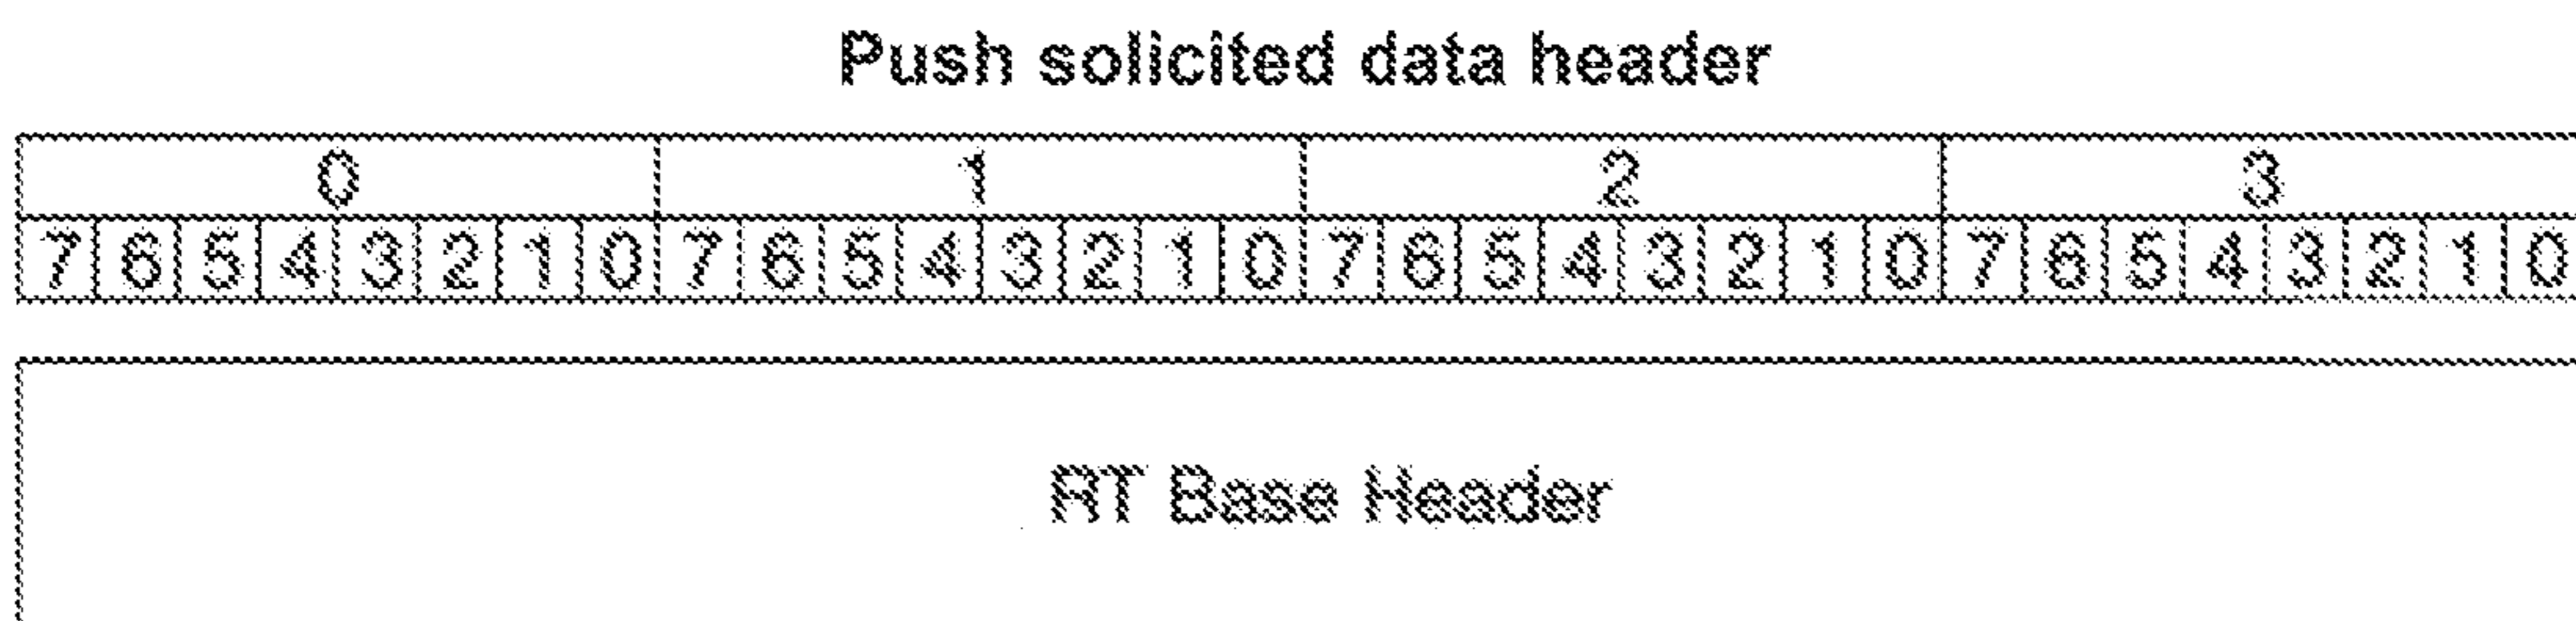 Push solicited data header
0 1 2 3
7 6 5 4 3 2 1 0 7 6 5 4 3 2 1 0 7 6 5 4 3 2 1 0 7 6 5 4 3 2 1 0
RT Base Header